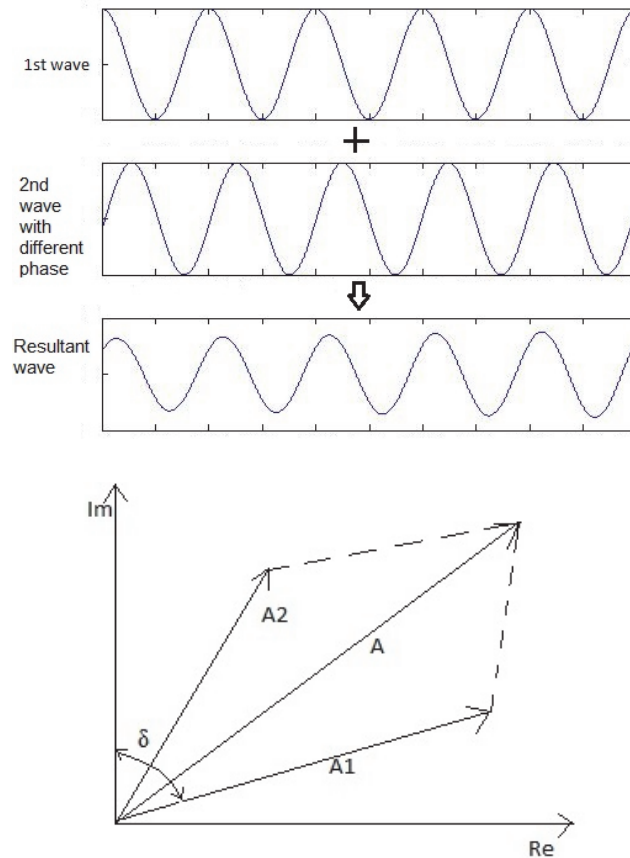 1st wave
+
2nd
wave
with
different
phase
Resultant
wave
Im
A2
A
δ
A1
Re